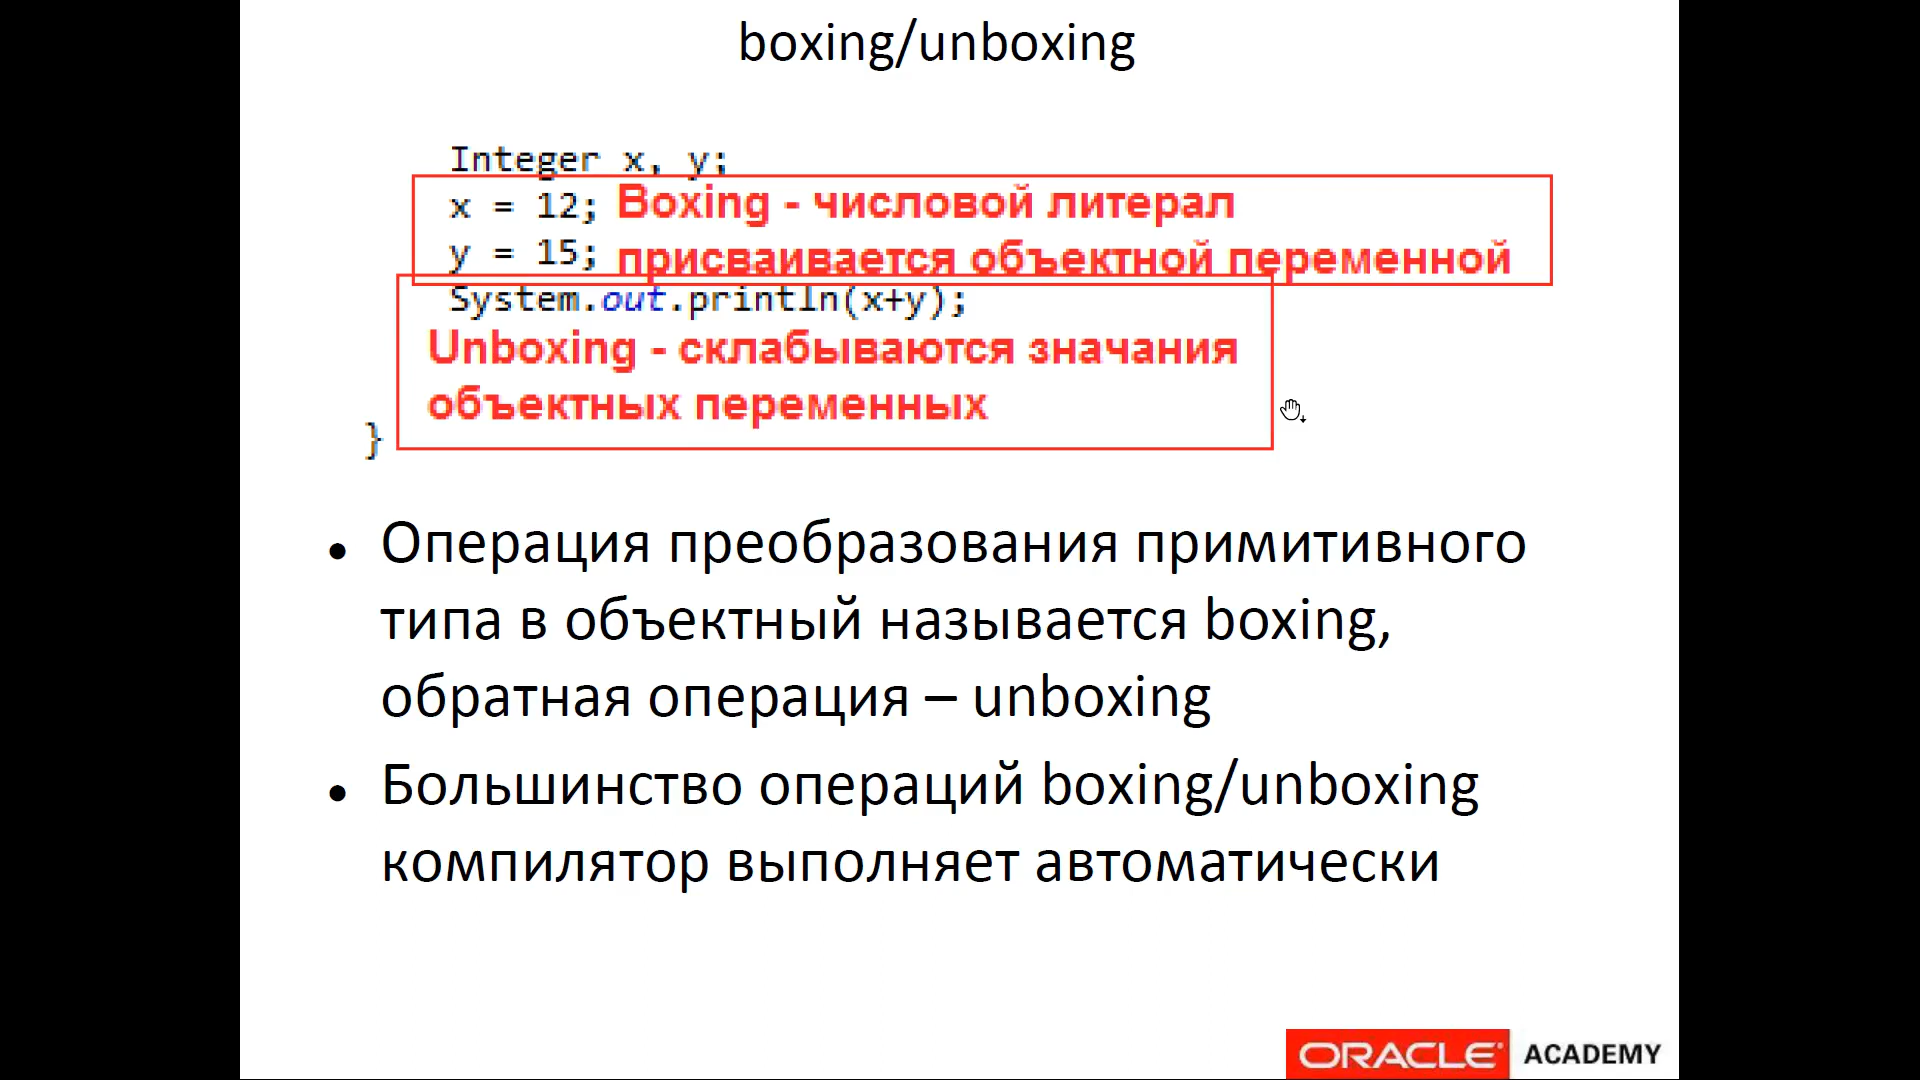 boxing/unboxing
Integer x, y;
x = 12; Boxing - числовой литерал
y = 15; присваивается объектной переменной
System.out.println(x+y);
Unboxing - склабываются значания
объектных переменных
}
• Операция преобразования примитивного
типа в объектный называется boxing,
обратная операция – unboxing
• Большинство операций boxing/unboxing
компилятор выполняет автоматически
ORACLE ACADEMY